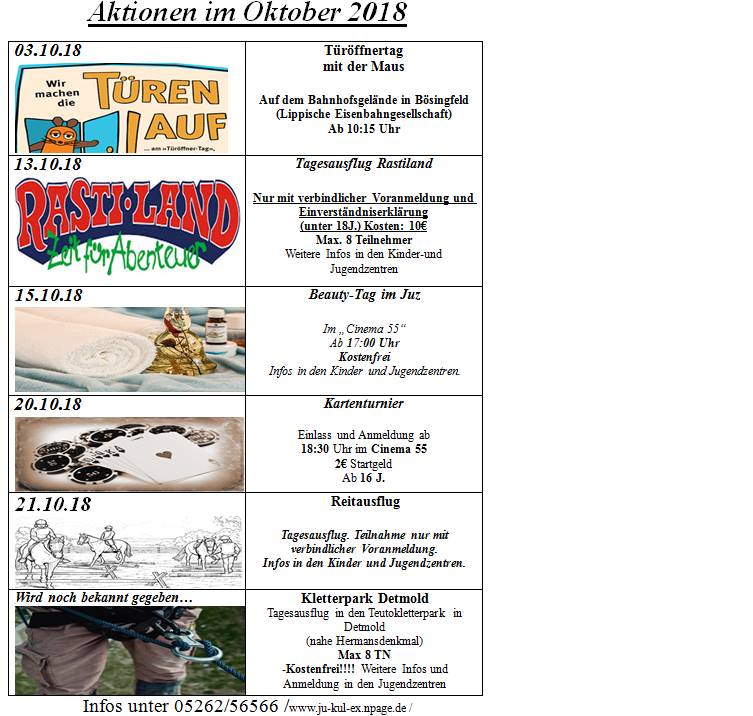 Aktionen im Oktober 2018
03.10.18
Wir
machen
die
TÜREN
AUF
... am »Türöffner-Tag«,
Türöffnertag
mit der Maus
Auf dem Bahnhofsgelände in Bösingfeld
(Lippische Eisenbahngesellschaft)
Ab 10:15 Uhr
13.10.18
RASTI-LAND
Zeit für Abenteuer
Tagesausflug Rastiland
Nur mit verbindlicher Voranmeldung und
Einverständniserklärung
(unter 18J.) Kosten: 10€
Max. 8 Teilnehmer
Weitere Infos in den Kinder-und
Jugendzentren
15.10.18
Beauty-Tag im Juz
Im „Cinema 55“
Ab 17:00 Uhr
Kostenfrei
Infos in den Kinder und Jugendzentren.
20.10.18
Kartenturnier
Einlass und Anmeldung ab
18:30 Uhr im Cinema 55
2€ Startgeld
Ab 16 J.
21.10.18
Reitausflug
Tagesausflug. Teilnahme nur mit
verbindlicher Voranmeldung.
Infos in den Kinder und Jugendzentren.
Wird noch bekannt gegeben…
Kletterpark Detmold
Tagesausflug in den Teutokletterpark in
Detmold
(nahe Hermansdenkmal)
Max 8 TN
-Kostenfrei!!!! Weitere Infos und
Anmeldung in den Jugendzentren
Infos unter 05262/56566 /www.ju-kul-ex.npage.de /